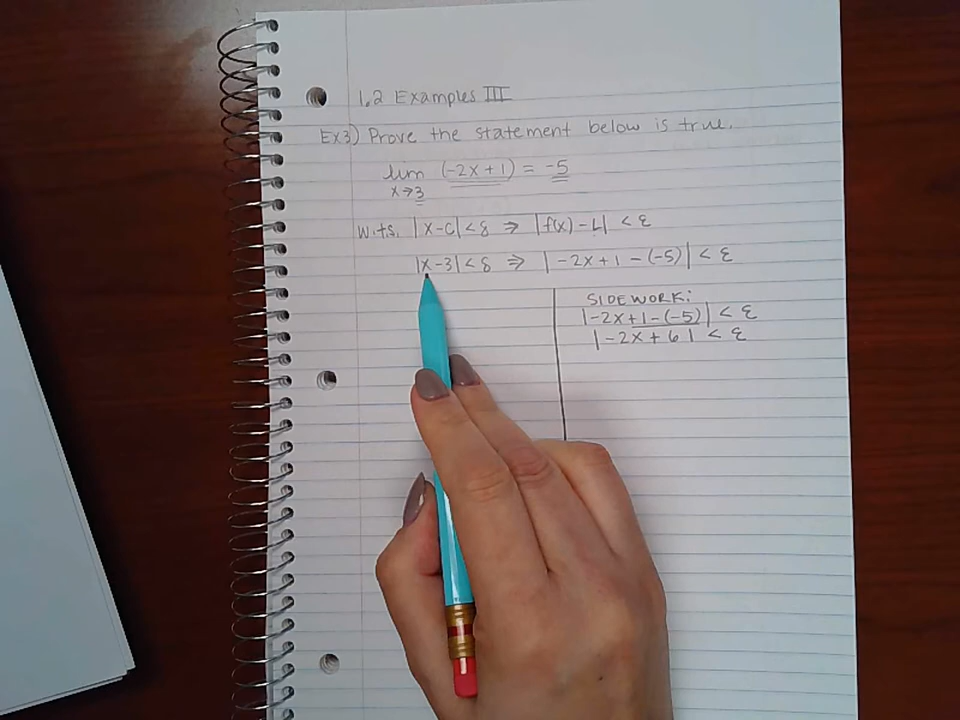 1.2 Examples III
Ex3) Prove the statement below is true.
lim (-2x + 1) = -5
x→3
w.t.s. |x-c| < δ ⇒ |f(x) - L| < ε
|x-3| < δ ⇒ |-2x+1 - (-5)| < ε
SIDEWORK:
|-2x+1-(-5)| < ε
|-2x + 6| < ε